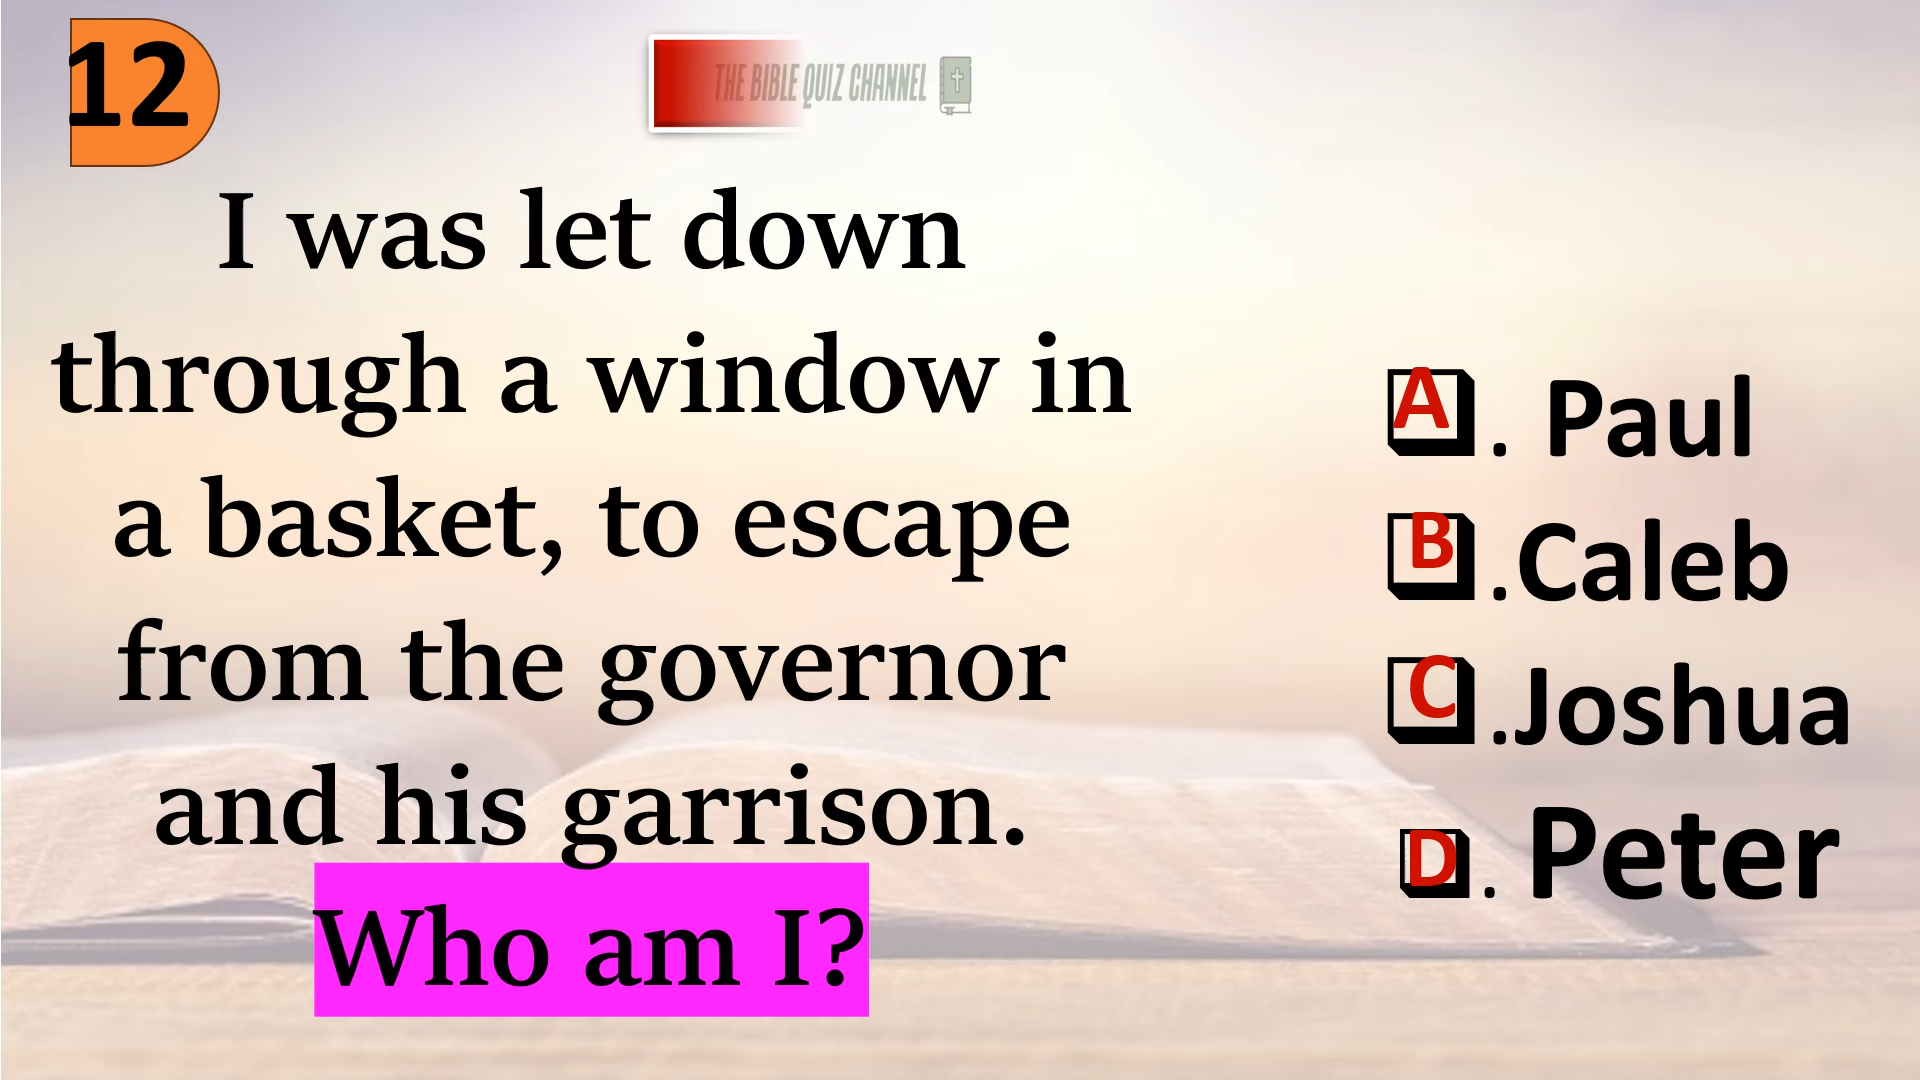 12
THE BIBLE QUIZ CHANNEL
I was let down
through a window in
a basket, to escape
from the governor
and his garrison.
Who am I?
A. Paul
B.Caleb
C.Joshua
D. Peter